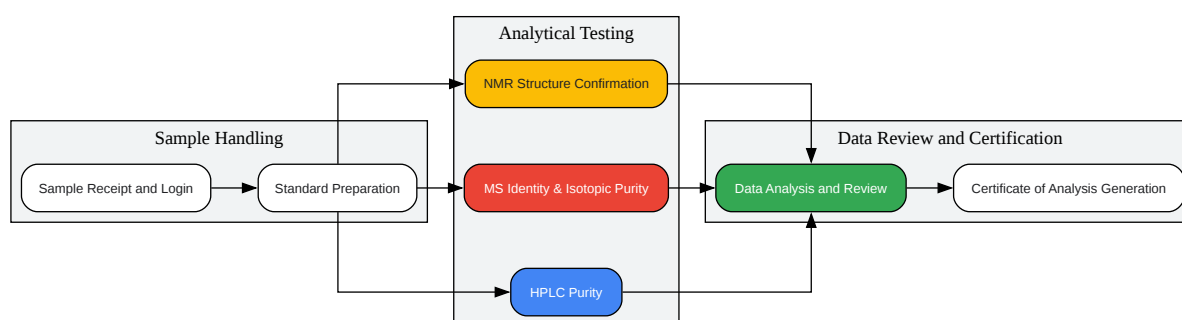 Sample Handling
Sample Receipt and Login
Standard Preparation
Analytical Testing
NMR Structure Confirmation
MS Identity & Isotopic Purity
HPLC Purity
Data Review and Certification
Data Analysis and Review
Certificate of Analysis Generation